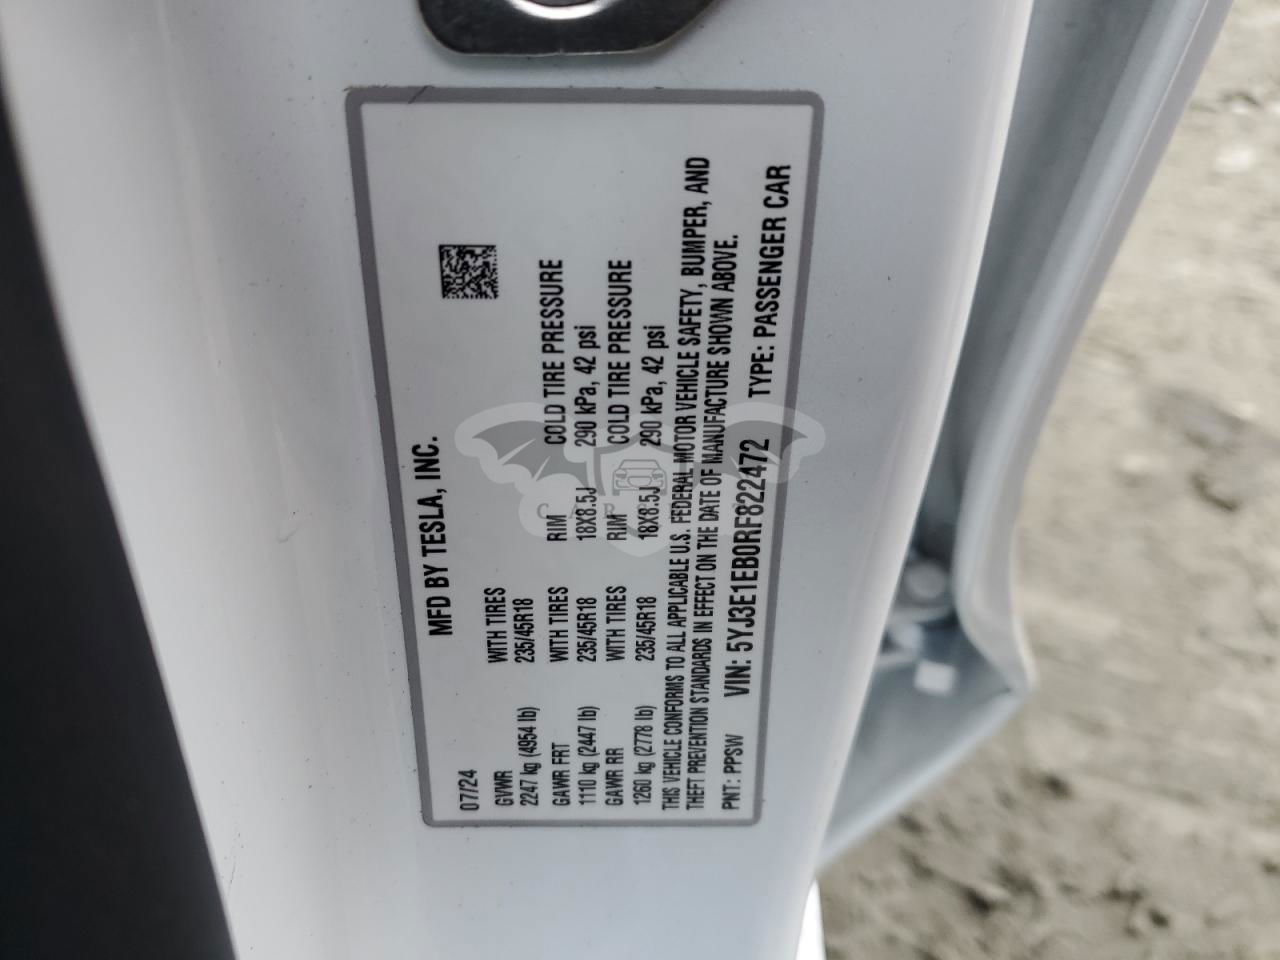 07/24 MFD BY TESLA, INC.
GVWR WITH TIRES
2247 kg (4954 lb) 235/45R18
GAWR FRT WITH TIRES RIM COLD TIRE PRESSURE
1110 kg (2447 lb) 235/45R18 18X8.5J 290 kPa, 42 psi
GAWR RR WITH TIRES RIM COLD TIRE PRESSURE
1260 kg (2778 lb) 235/45R18 18X8.5J 290 kPa, 42 psi
THIS VEHICLE CONFORMS TO ALL APPLICABLE U.S. FEDERAL MOTOR VEHICLE SAFETY, BUMPER, AND
THEFT PREVENTION STANDARDS IN EFFECT ON THE DATE OF MANUFACTURE SHOWN ABOVE.
PNT: PPSW VIN: 5YJ3E1EB0RF822472 TYPE: PASSENGER CAR